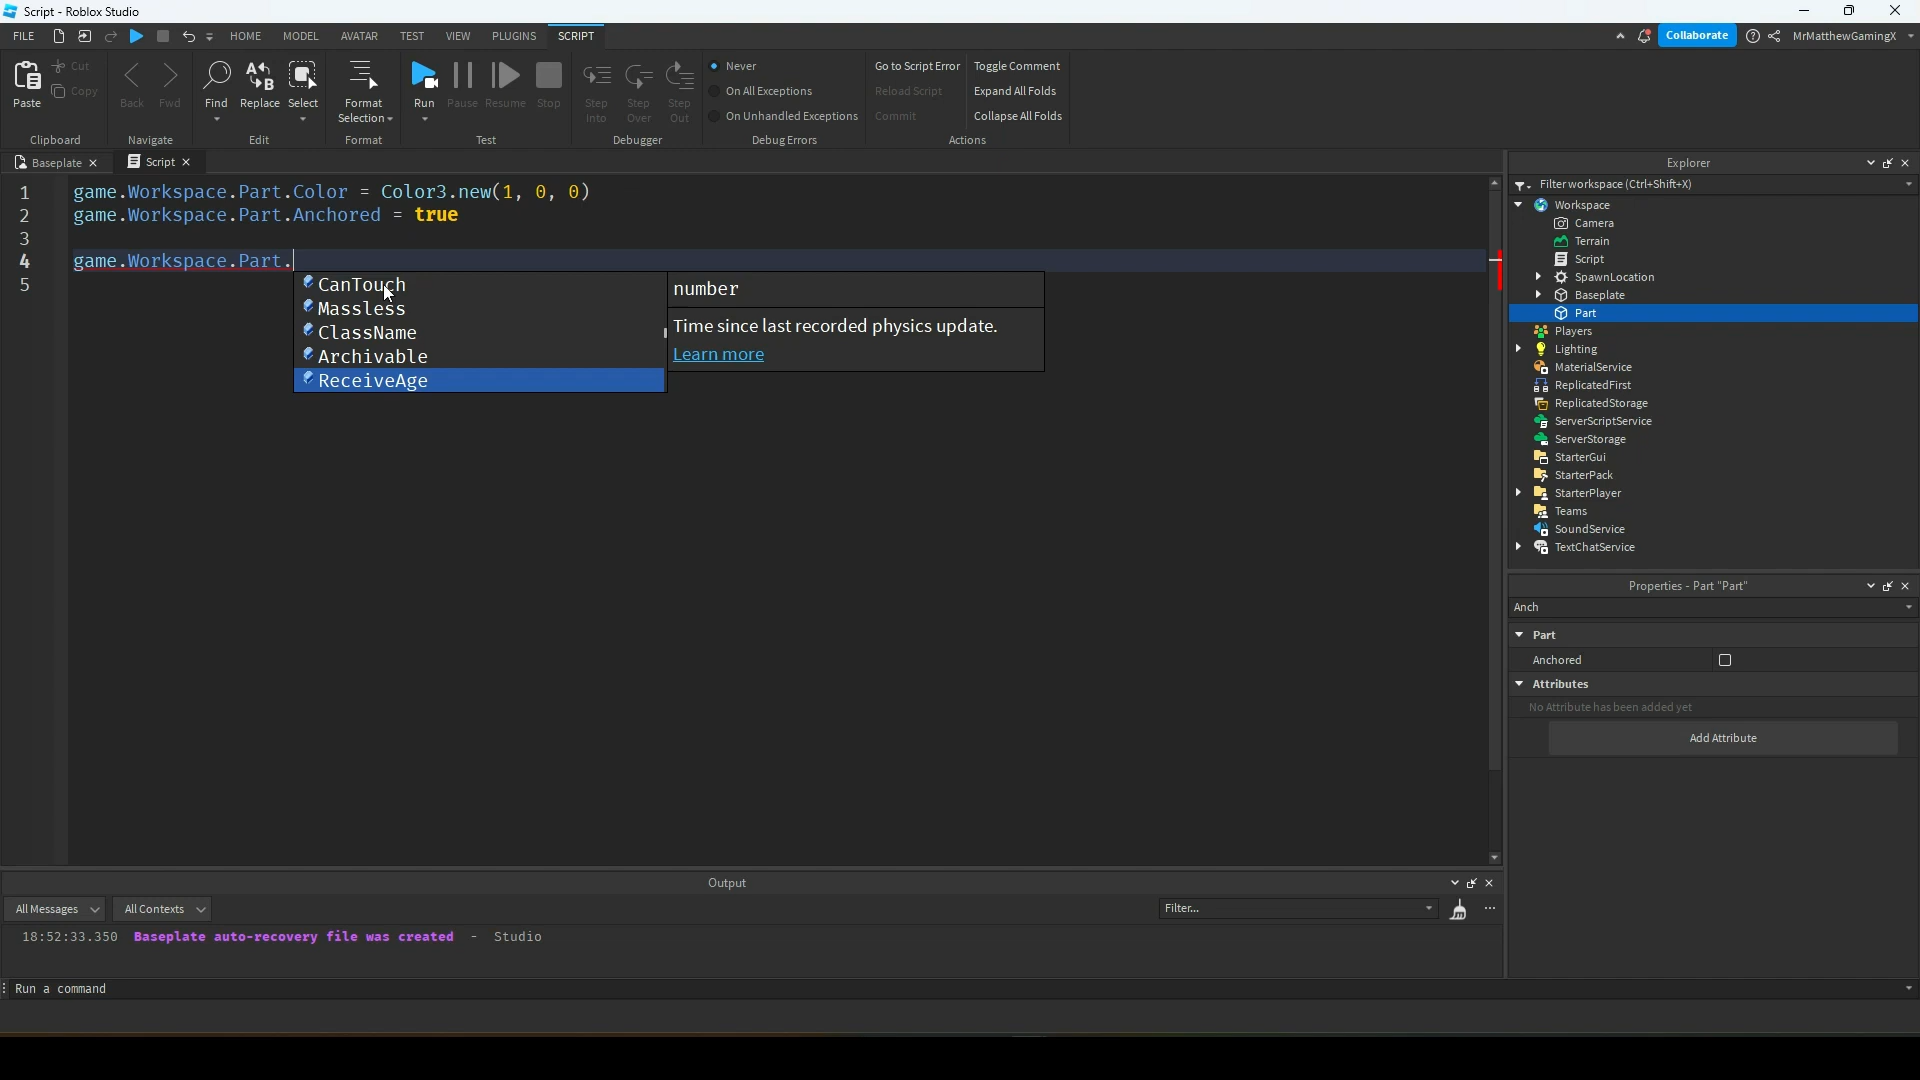 Script - Roblox Studio
FILE HOME MODEL AVATAR TEST VIEW PLUGINS SCRIPT Collaborate MrMatthewGamingX
Paste Cut Copy Back Fwd Find Replace Select Format Selection Run Pause Resume Stop Step Into Step Over Step Out
Never
On All Exceptions
On Unhandled Exceptions
Go to Script Error
Reload Script
Commit
Toggle Comment
Expand All Folds
Collapse All Folds
Clipboard Navigate Edit Format Test Debugger Debug Errors Actions
Baseplate Script
1 game.Workspace.Part.Color = Color3.new(1, 0, 0)
2 game.Workspace.Part.Anchored = true
3
4 game.Workspace.Part.
5
CanTouch
Massless
ClassName
Archivable
ReceiveAge
number
Time since last recorded physics update.
Learn more
Explorer
Filter workspace (Ctrl+Shift+X)
Workspace
Camera
Terrain
Script
SpawnLocation
Baseplate
Part
Players
Lighting
MaterialService
ReplicatedFirst
ReplicatedStorage
ServerScriptService
ServerStorage
StarterGui
StarterPack
StarterPlayer
Teams
SoundService
TextChatService
Properties - Part "Part"
Anch
Part
Anchored
Attributes
No Attribute has been added yet
Add Attribute
Output
All Messages All Contexts Filter...
18:52:33.350 Baseplate auto-recovery file was created - Studio
Run a command